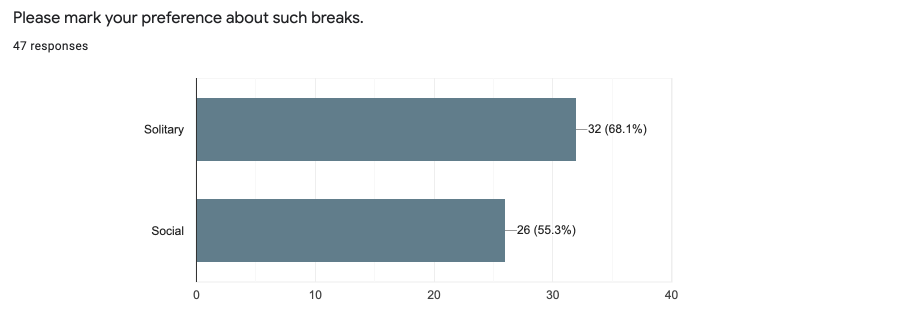 Please mark your preference about such breaks.
47 responses
Solitary
32 (68.1%)
Social
26 (55.3%)
0 10 20 30 40